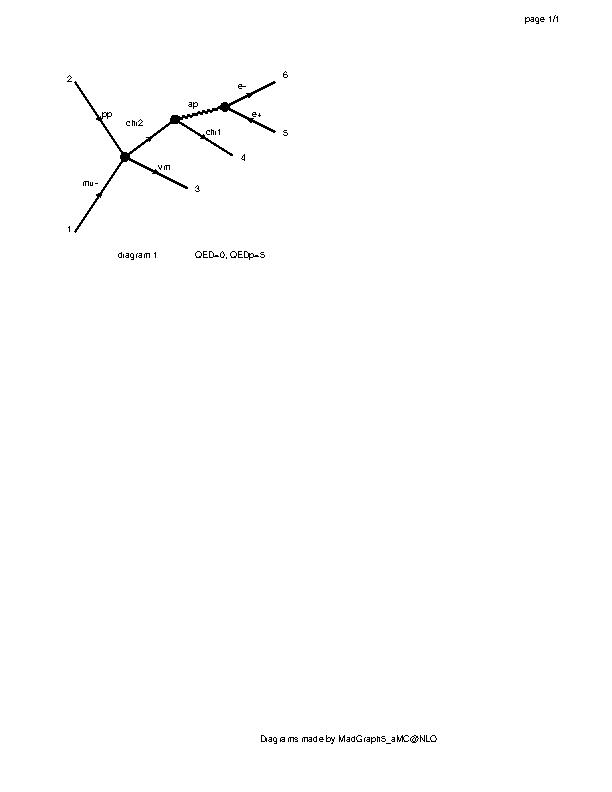 page 1/1
6
2
e-
ap
pp
e+
chi2
chi1
5
4
vm
mu-
3
1
diagram 1 QED=0, QEDp=5
Diagrams made by MadGraph5_aMC@NLO